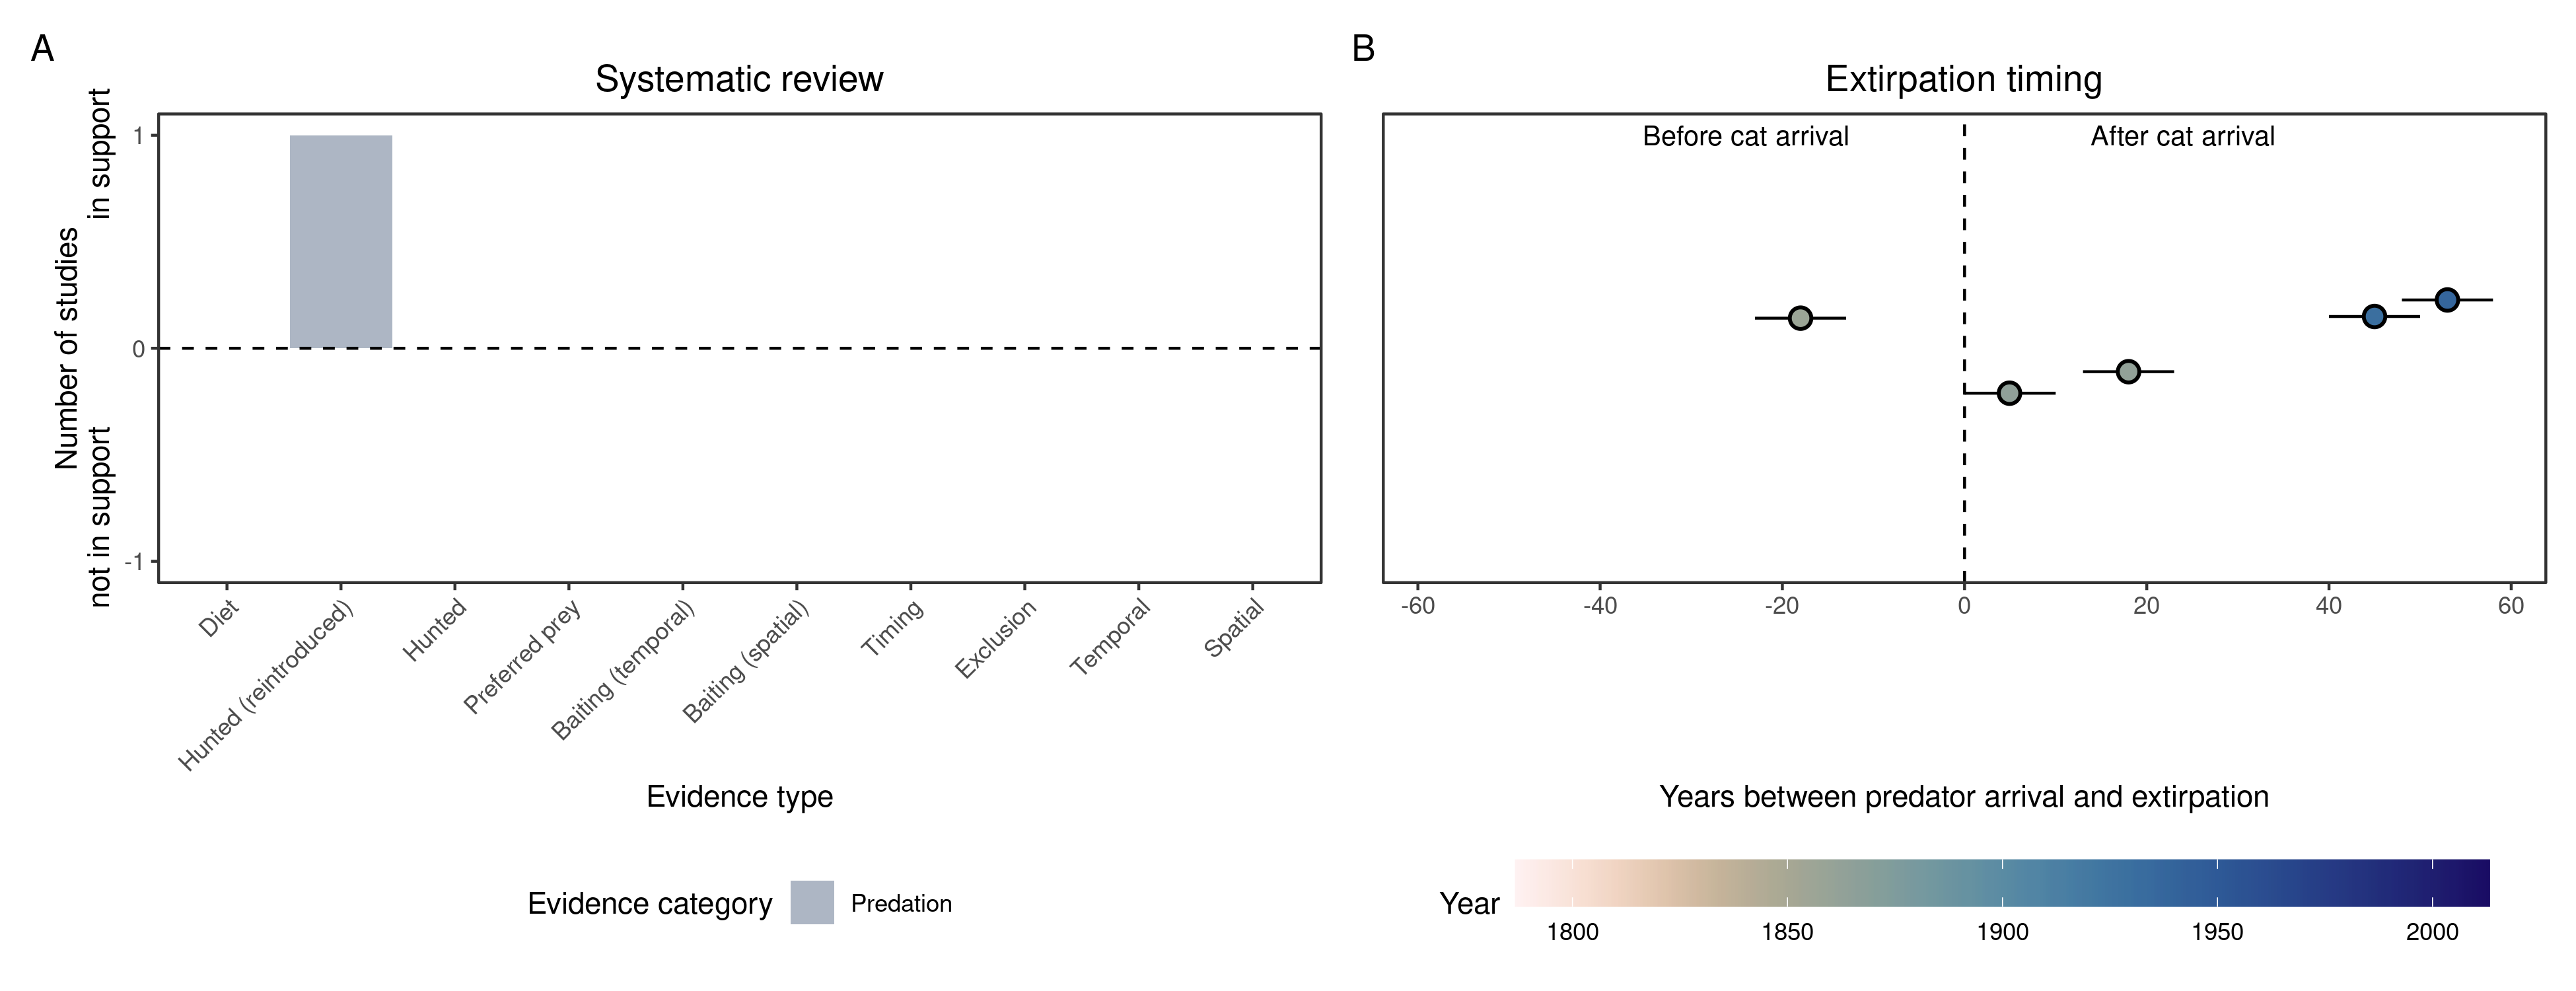 A
Systematic review
Number of studies
not in support
in support
1
0
-1
Diet
Hunted (reintroduced)
Hunted
Preferred prey
Baiting (temporal)
Baiting (spatial)
Timing
Exclusion
Temporal
Spatial
Evidence type
Evidence category
Predation
B
Extirpation timing
Before cat arrival
After cat arrival
-60
-40
-20
0
20
40
60
Years between predator arrival and extirpation
Year
1800
1850
1900
1950
2000